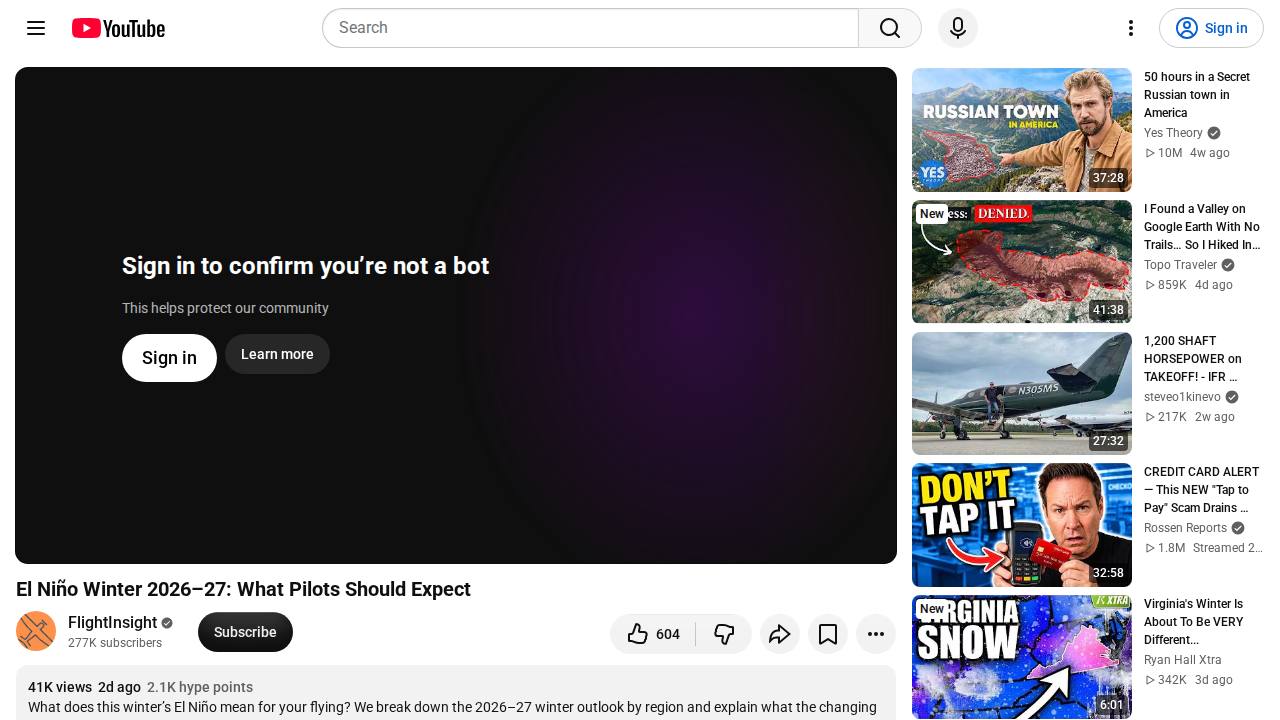 YouTube
Search
Sign in
Sign in to confirm you’re not a bot
This helps protect our community
Sign in
Learn more
El Niño Winter 2026–27: What Pilots Should Expect
FlightInsight
277K subscribers
Subscribe
604
41K views 2d ago 2.1K hype points
What does this winter’s El Niño mean for your flying? We break down the 2026–27 winter outlook by region and explain what the changing
RUSSIAN TOWN
IN AMERICA
YES
THEORY
37:28
50 hours in a Secret
Russian town in
America
Yes Theory
10M 4w ago
New
ess: DENIED.
41:38
I Found a Valley on
Google Earth With No
Trails… So I Hiked In…
Topo Traveler
859K 4d ago
N305MS
27:32
1,200 SHAFT
HORSEPOWER on
TAKEOFF! - IFR …
steveo1kinevo
217K 2w ago
DON'T
TAP IT
32:58
CREDIT CARD ALERT
— This NEW "Tap to
Pay" Scam Drains …
Rossen Reports
1.8M Streamed 2…
New
RGINIA
SNOW
XTRA
6:01
Virginia's Winter Is
About To Be VERY
Different...
Ryan Hall Xtra
342K 3d ago